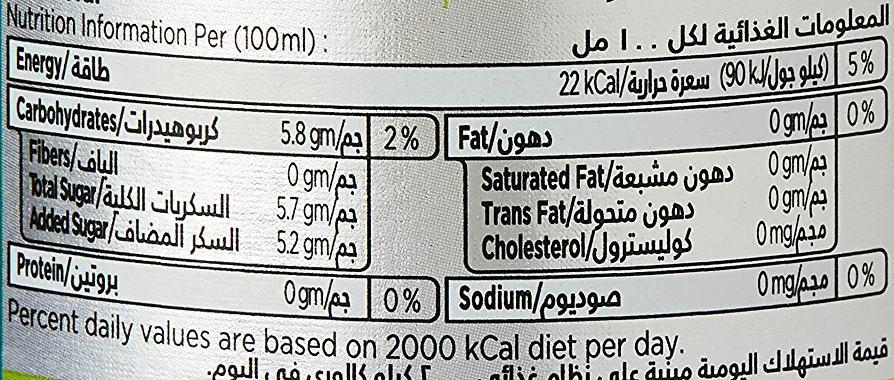 Nutrition Information Per (100ml) : المعلومات الغذائية لكل ١٠٠ مل
Energy/طاقة 22 kCal/سعرة حرارية (90 kJ/كيلو جول) 5%
Carbohydrates/كربوهيدرات 5.8 gm/جم 2%
Fibers/الياف 0 gm/جم
Total Sugar/السكريات الكلية 5.7 gm/جم
Added Sugar/السكر المضاف 5.2 gm/جم
Protein/بروتين 0 gm/جم 0%
Fat/دهون 0 gm/جم 0%
Saturated Fat/دهون مشبعة 0 gm/جم
Trans Fat/دهون متحولة 0 gm/جم
Cholesterol/كوليسترول 0 mg/مجم
Sodium/صوديوم 0 mg/مجم 0%
Percent daily values are based on 2000 kCal diet per day.
قيمة الاستهلاك اليومية مبنية على نظام غذائي
كيلو كالوري في اليوم.